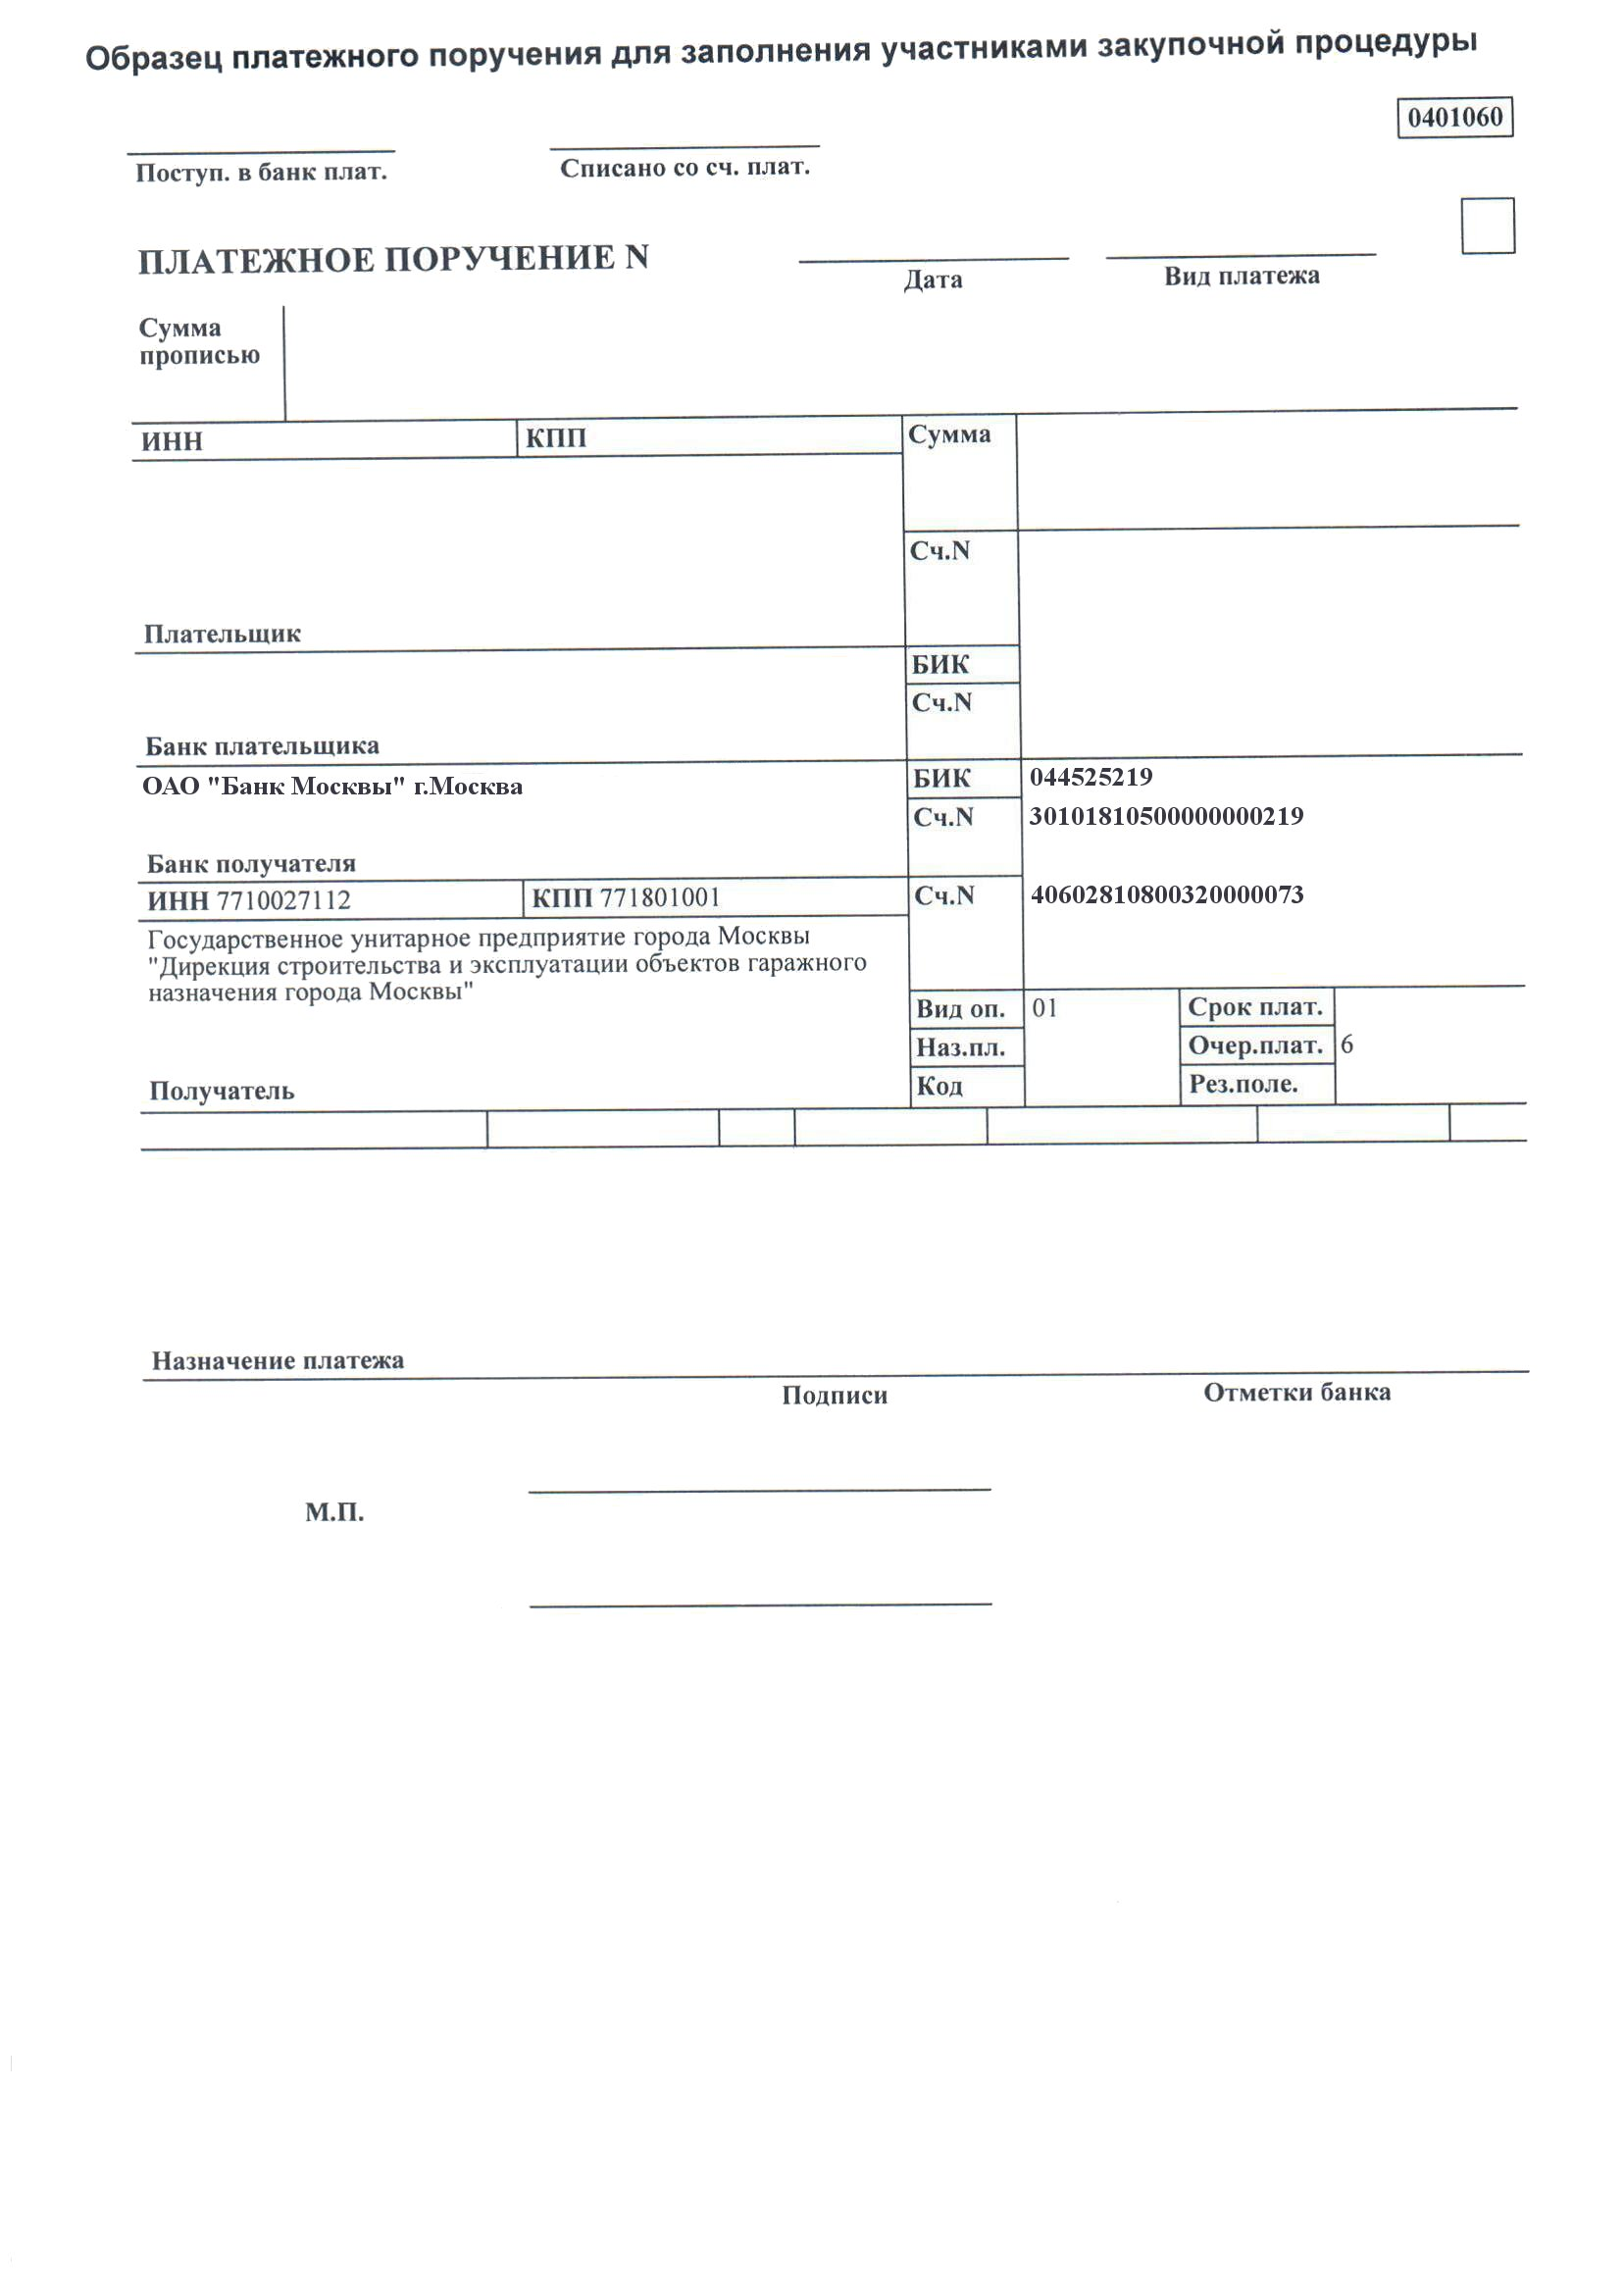 Образец платежного поручения для заполнения участниками закупочной процедуры
0401060
Поступ. в банк плат.
Списано со сч. плат.
ПЛАТЕЖНОЕ ПОРУЧЕНИЕ N
Дата
Вид платежа
Сумма
прописью
ИНН
КПП
Сумма
Сч.N
Плательщик
БИК
Сч.N
Банк плательщика
ОАО "Банк Москвы" г.Москва
БИК
044525219
Сч.N
30101810500000000219
Банк получателя
ИНН 7710027112
КПП 771801001
Сч.N
40602810800320000073
Государственное унитарное предприятие города Москвы
"Дирекция строительства и эксплуатации объектов гаражного
назначения города Москвы"
Вид оп.
01
Срок плат.
Наз.пл.
Очер.плат.
6
Получатель
Код
Рез.поле.
Назначение платежа
Подписи
Отметки банка
М.П.